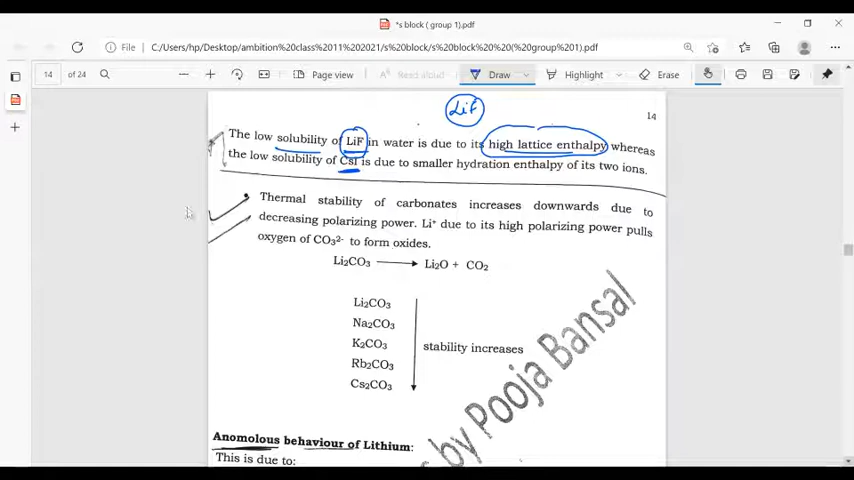 *s block ( group 1).pdf
File C:/Users/hp/Desktop/ambition%20class%2011%202021/s%20block/s%20block%20%20(%20group%201).pdf
14 of 24
Page view
Read aloud
Draw
Highlight
Erase
LiF
14
The low solubility of LiF in water is due to its high lattice enthalpy whereas
the low solubility of CsI is due to smaller hydration enthalpy of its two ions.
Thermal stability of carbonates increases downwards due to
decreasing polarizing power. Li⁺ due to its high polarizing power pulls
oxygen of CO₃²⁻ to form oxides.
Li₂CO₃ → Li₂O + CO₂
Li₂CO₃
Na₂CO₃
K₂CO₃
stability increases
Rb₂CO₃
Cs₂CO₃
s by Pooja Bansal
Anomolous behaviour of Lithium:
This is due to: